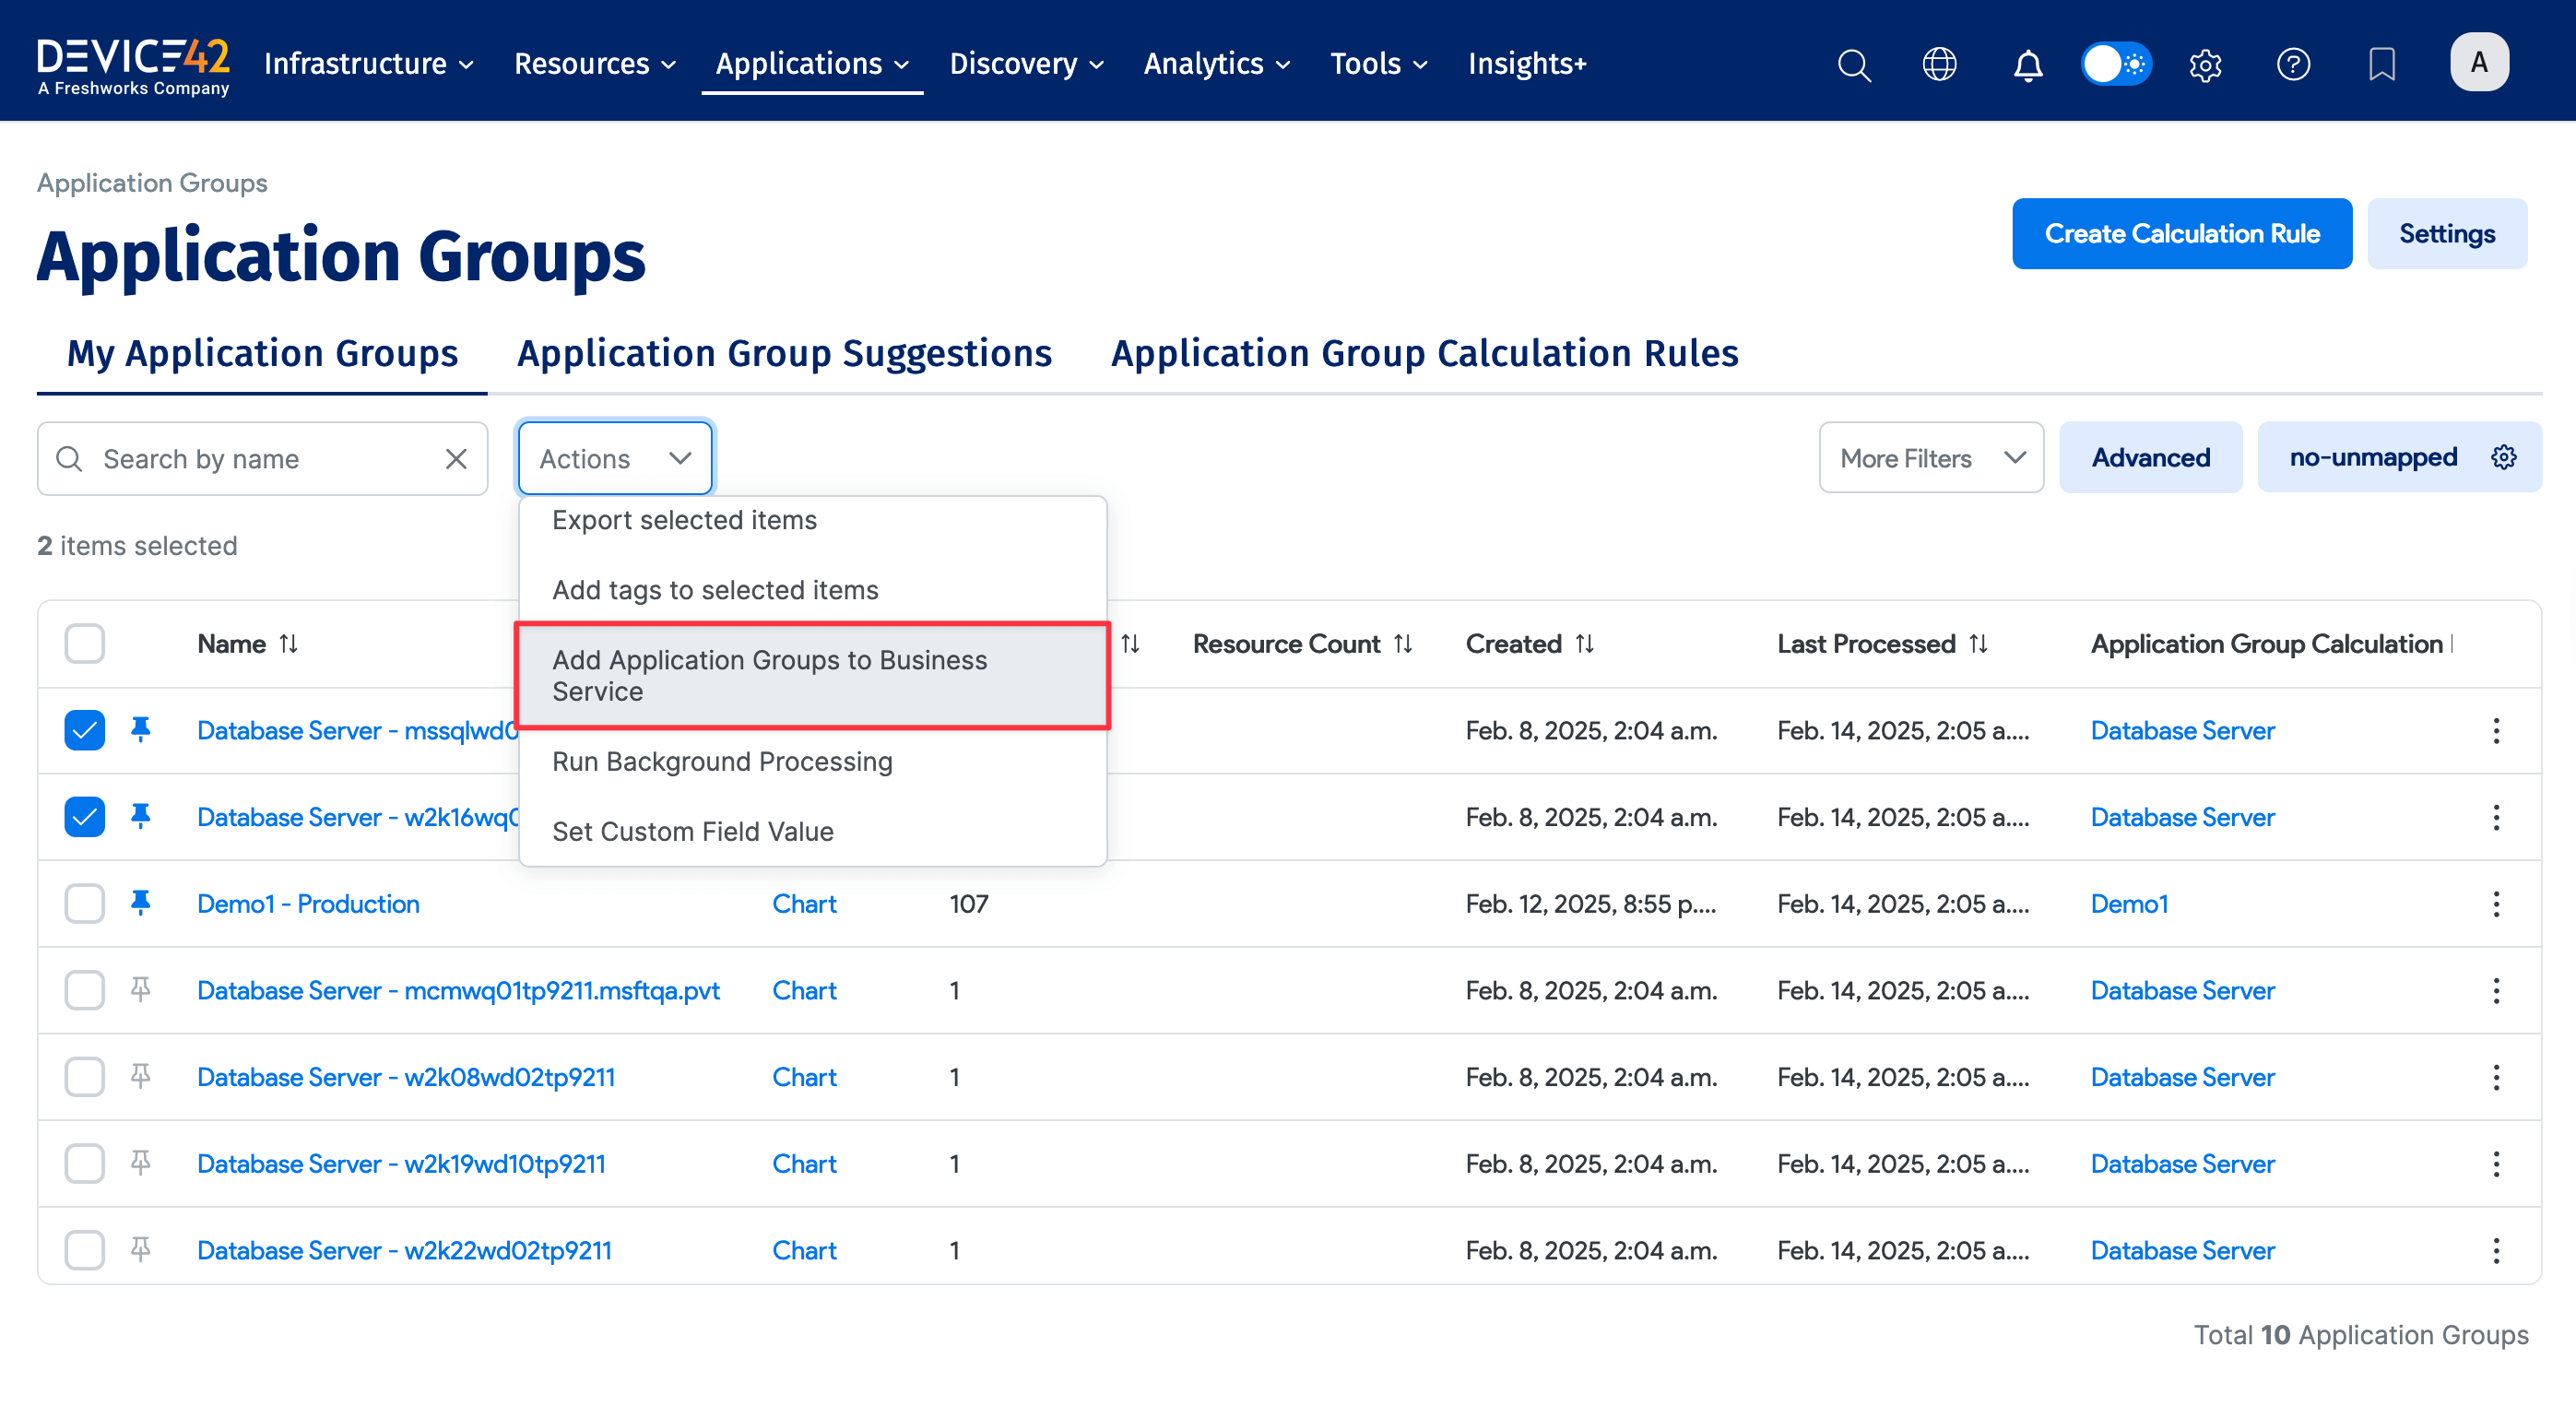 DEVICE42
A Freshworks Company
Infrastructure
Resources
Applications
Discovery
Analytics
Tools
Insights+
A
Application Groups
Application Groups
Create Calculation Rule
Settings
My Application Groups
Application Group Suggestions
Application Group Calculation Rules
Search by name
Actions
More Filters
Advanced
no-unmapped
2 items selected
Export selected items
Add tags to selected items
Add Application Groups to Business
Service
Run Background Processing
Set Custom Field Value
Name Resource Count Created Last Processed Application Group Calculation
Database Server - mssqlwd Feb. 8, 2025, 2:04 a.m. Feb. 14, 2025, 2:05 a.... Database Server
Database Server - w2k16wq Feb. 8, 2025, 2:04 a.m. Feb. 14, 2025, 2:05 a.... Database Server
Demo1 - Production Chart 107 Feb. 12, 2025, 8:55 p.... Feb. 14, 2025, 2:05 a.... Demo1
Database Server - mcmwq01tp9211.msftqa.pvt Chart 1 Feb. 8, 2025, 2:04 a.m. Feb. 14, 2025, 2:05 a.... Database Server
Database Server - w2k08wd02tp9211 Chart 1 Feb. 8, 2025, 2:04 a.m. Feb. 14, 2025, 2:05 a.... Database Server
Database Server - w2k19wd10tp9211 Chart 1 Feb. 8, 2025, 2:04 a.m. Feb. 14, 2025, 2:05 a.... Database Server
Database Server - w2k22wd02tp9211 Chart 1 Feb. 8, 2025, 2:04 a.m. Feb. 14, 2025, 2:05 a.... Database Server
Total 10 Application Groups